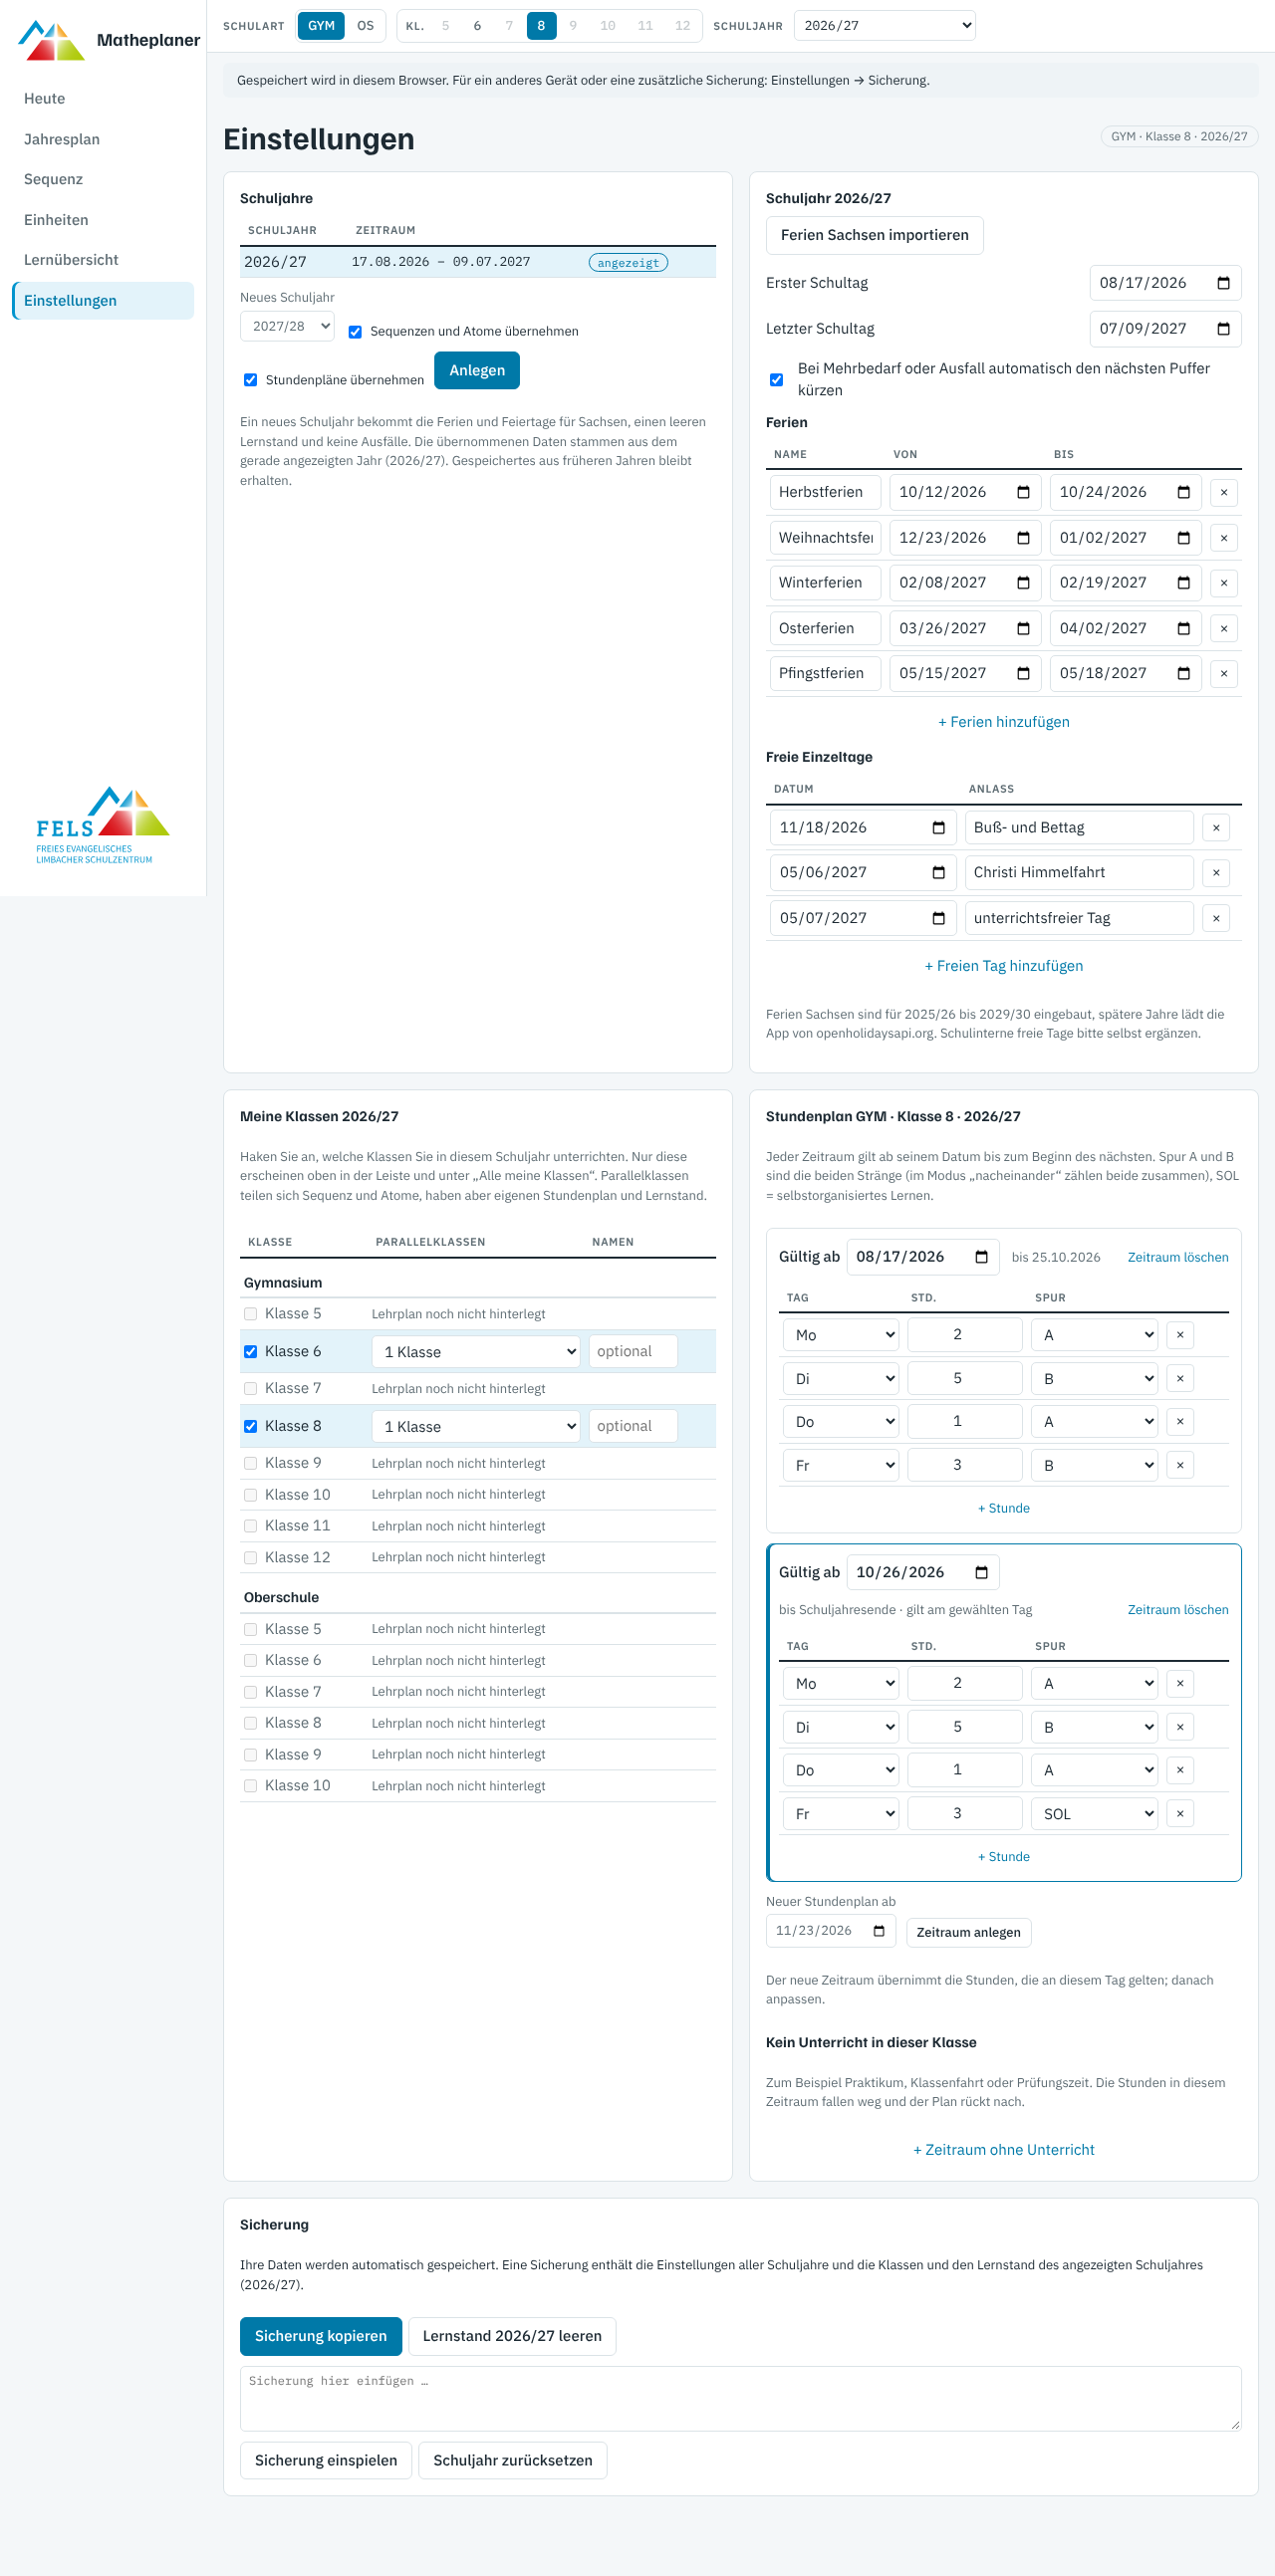 Matheplaner
SCHULART GYM OS KL. 5 6 7 8 9 10 11 12 SCHULJAHR 2026/27
Heute
Jahresplan
Sequenz
Einheiten
Lernübersicht
Einstellungen
FELS
FREIES EVANGELISCHES
LIMBACHER SCHULZENTRUM
Gespeichert wird in diesem Browser. Für ein anderes Gerät oder eine zusätzliche Sicherung: Einstellungen → Sicherung.
Einstellungen
GYM · Klasse 8 · 2026/27
Schuljahre
SCHULJAHR ZEITRAUM
2026/27 17.08.2026 – 09.07.2027 angezeigt
Neues Schuljahr
2027/28 Sequenzen und Atome übernehmen
Stundenpläne übernehmen Anlegen
Ein neues Schuljahr bekommt die Ferien und Feiertage für Sachsen, einen leeren
Lernstand und keine Ausfälle. Die übernommenen Daten stammen aus dem
gerade angezeigten Jahr (2026/27). Gespeichertes aus früheren Jahren bleibt
erhalten.
Schuljahr 2026/27
Ferien Sachsen importieren
Erster Schultag 08/17/2026
Letzter Schultag 07/09/2027
Bei Mehrbedarf oder Ausfall automatisch den nächsten Puffer
kürzen
Ferien
NAME VON BIS
Herbstferien 10/12/2026 10/24/2026 ×
Weihnachtsfer 12/23/2026 01/02/2027 ×
Winterferien 02/08/2027 02/19/2027 ×
Osterferien 03/26/2027 04/02/2027 ×
Pfingstferien 05/15/2027 05/18/2027 ×
+ Ferien hinzufügen
Freie Einzeltage
DATUM ANLASS
11/18/2026 Buß- und Bettag ×
05/06/2027 Christi Himmelfahrt ×
05/07/2027 unterrichtsfreier Tag ×
+ Freien Tag hinzufügen
Ferien Sachsen sind für 2025/26 bis 2029/30 eingebaut, spätere Jahre lädt die
App von openholidaysapi.org. Schulinterne freie Tage bitte selbst ergänzen.
Meine Klassen 2026/27
Haken Sie an, welche Klassen Sie in diesem Schuljahr unterrichten. Nur diese
erscheinen oben in der Leiste und unter „Alle meine Klassen“. Parallelklassen
teilen sich Sequenz und Atome, haben aber eigenen Stundenplan und Lernstand.
KLASSE PARALLELKLASSEN NAMEN
Gymnasium
Klasse 5 Lehrplan noch nicht hinterlegt
Klasse 6 1 Klasse optional
Klasse 7 Lehrplan noch nicht hinterlegt
Klasse 8 1 Klasse optional
Klasse 9 Lehrplan noch nicht hinterlegt
Klasse 10 Lehrplan noch nicht hinterlegt
Klasse 11 Lehrplan noch nicht hinterlegt
Klasse 12 Lehrplan noch nicht hinterlegt
Oberschule
Klasse 5 Lehrplan noch nicht hinterlegt
Klasse 6 Lehrplan noch nicht hinterlegt
Klasse 7 Lehrplan noch nicht hinterlegt
Klasse 8 Lehrplan noch nicht hinterlegt
Klasse 9 Lehrplan noch nicht hinterlegt
Klasse 10 Lehrplan noch nicht hinterlegt
Stundenplan GYM · Klasse 8 · 2026/27
Jeder Zeitraum gilt ab seinem Datum bis zum Beginn des nächsten. Spur A und B
sind die beiden Stränge (im Modus „nacheinander“ zählen beide zusammen), SOL
= selbstorganisiertes Lernen.
Gültig ab 08/17/2026 bis 25.10.2026 Zeitraum löschen
TAG STD. SPUR
Mo 2 A ×
Di 5 B ×
Do 1 A ×
Fr 3 B ×
+ Stunde
Gültig ab 10/26/2026
bis Schuljahresende · gilt am gewählten Tag Zeitraum löschen
TAG STD. SPUR
Mo 2 A ×
Di 5 B ×
Do 1 A ×
Fr 3 SOL ×
+ Stunde
Neuer Stundenplan ab
11/23/2026 Zeitraum anlegen
Der neue Zeitraum übernimmt die Stunden, die an diesem Tag gelten; danach
anpassen.
Kein Unterricht in dieser Klasse
Zum Beispiel Praktikum, Klassenfahrt oder Prüfungszeit. Die Stunden in diesem
Zeitraum fallen weg und der Plan rückt nach.
+ Zeitraum ohne Unterricht
Sicherung
Ihre Daten werden automatisch gespeichert. Eine Sicherung enthält die Einstellungen aller Schuljahre und die Klassen und den Lernstand des angezeigten Schuljahres
(2026/27).
Sicherung kopieren Lernstand 2026/27 leeren
Sicherung hier einfügen …
Sicherung einspielen Schuljahr zurücksetzen